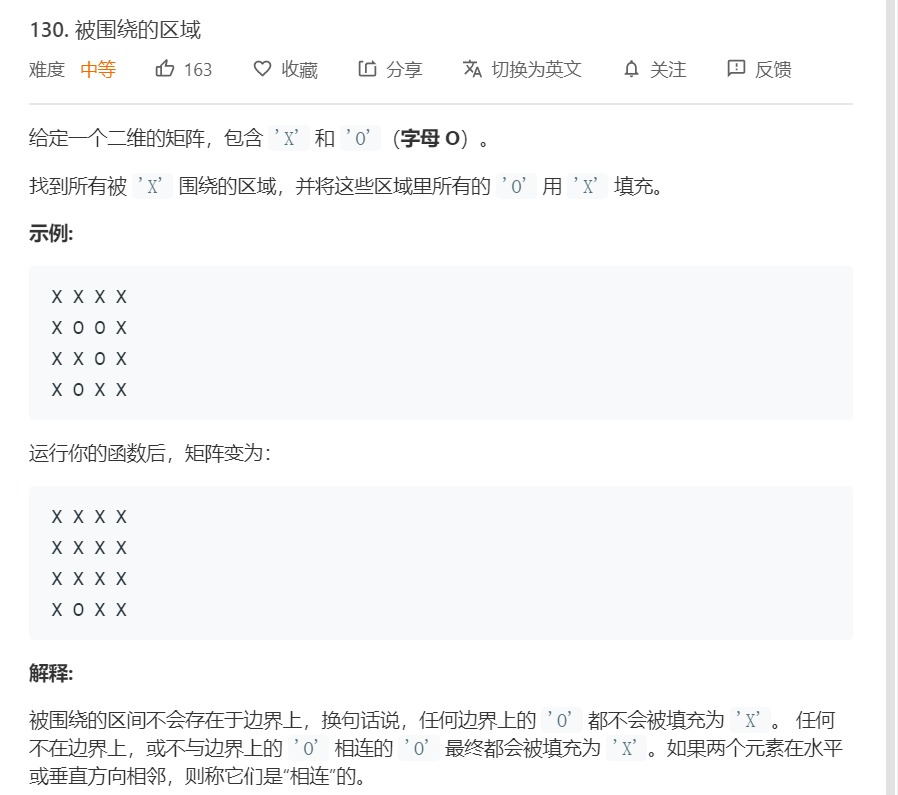 130. 被围绕的区域
难度 中等 163 收藏 分享 切换为英文 关注 反馈
给定一个二维的矩阵，包含 'X' 和 'O'（字母 O）。
找到所有被 'X' 围绕的区域，并将这些区域里所有的 'O' 用 'X' 填充。
示例:
X X X X
X O O X
X X O X
X O X X
运行你的函数后，矩阵变为：
X X X X
X X X X
X X X X
X O X X
解释:
被围绕的区间不会存在于边界上，换句话说，任何边界上的 'O' 都不会被填充为 'X'。 任何
不在边界上，或不与边界上的 'O' 相连的 'O' 最终都会被填充为 'X'。如果两个元素在水平
或垂直方向相邻，则称它们是“相连”的。